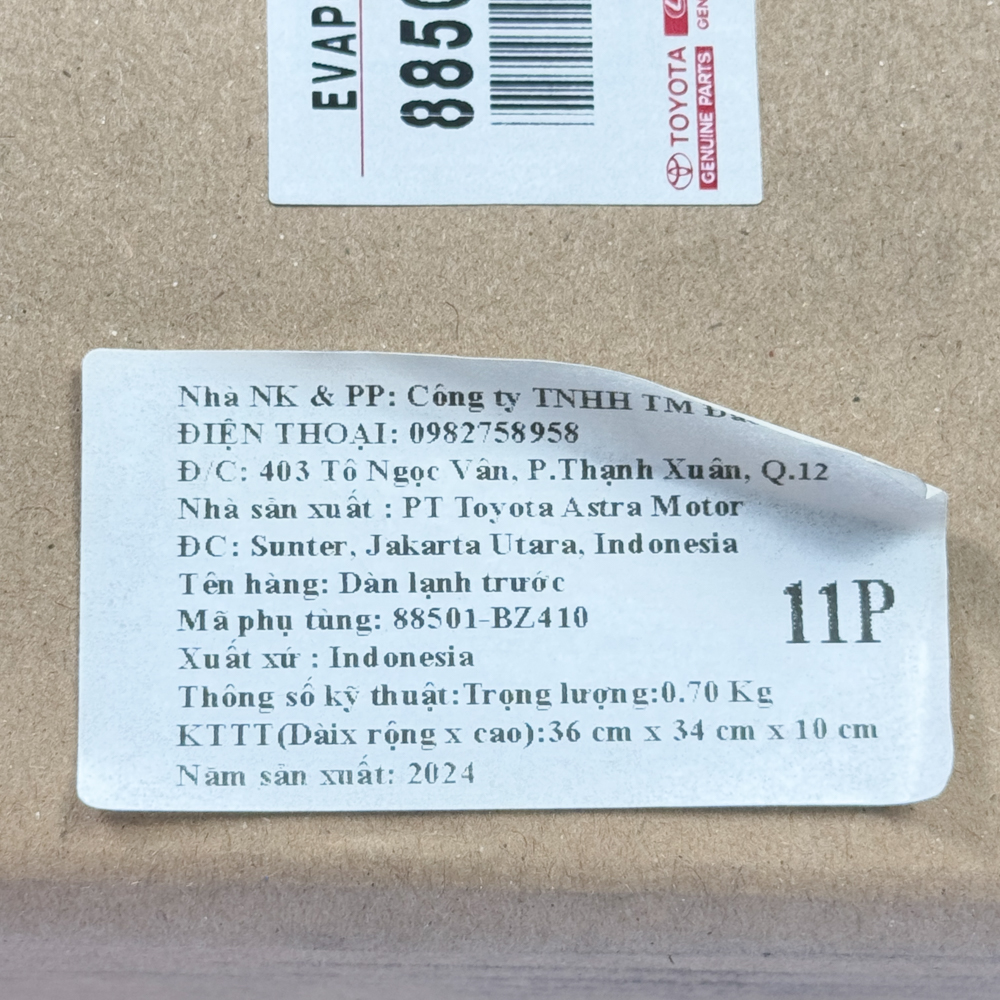 EVAP
885
TOYOTA
GENUINE PARTS
GEN
Nhà NK & PP: Công ty TNHH TM
ĐIỆN THOẠI: 0982758958
Đ/C: 403 Tô Ngọc Vân, P.Thạnh Xuân, Q.12
Nhà sản xuất : PT Toyota Astra Motor
ĐC: Sunter, Jakarta Utara, Indonesia
Tên hàng: Dàn lạnh trước
Mã phụ tùng: 88501-BZ410
11P
Xuất xứ : Indonesia
Thông số kỹ thuật:Trọng lượng:0.70 Kg
KTTT(Dàix rộng x cao):36 cm x 34 cm x 10 cm
Năm sản xuất: 2024